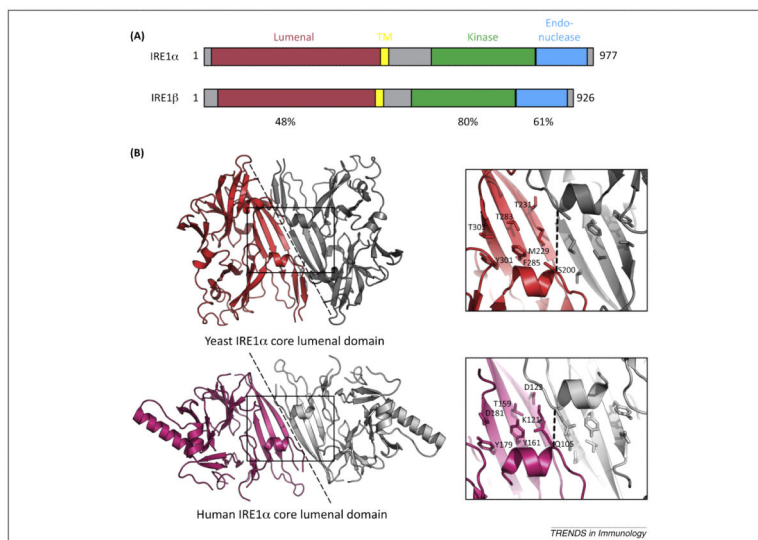 (A)
Lumenal TM Kinase Endo-
nuclease
IRE1α 1 977
IRE1β 1 926
48% 80% 61%
(B)
T231
T283
T303
M229
Y301
F285
S200
Yeast IRE1α core lumenal domain
D123
T159
D181
K121
Y179
Y161
Q105
Human IRE1α core lumenal domain
TRENDS in Immunology